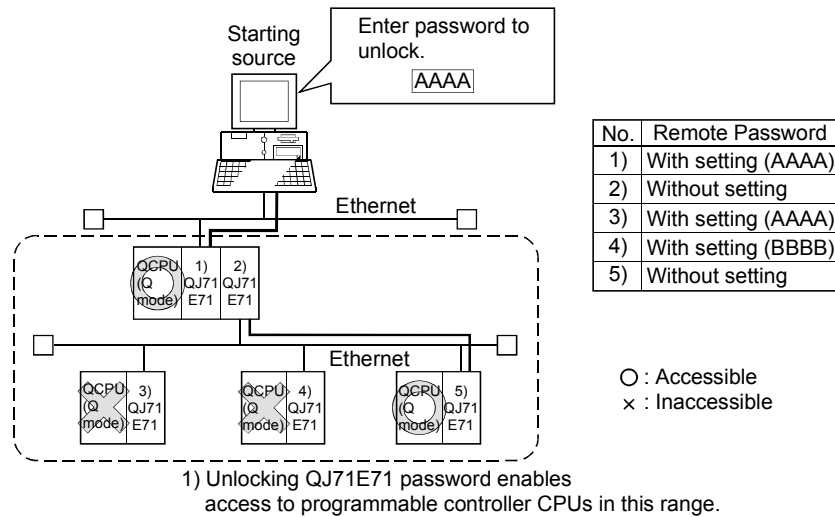 Starting
source
Enter password to
unlock.
AAAA
No. Remote Password
1) With setting (AAAA)
2) Without setting
3) With setting (AAAA)
4) With setting (BBBB)
5) Without setting
Ethernet
QCPU
(Q
mode)
1)
QJ71
E71
2)
QJ71
E71
Ethernet
QCPU
(Q
mode)
3)
QJ71
E71
QCPU
(Q
mode)
4)
QJ71
E71
QCPU
(Q
mode)
5)
QJ71
E71
: Accessible
× : Inaccessible
1) Unlocking QJ71E71 password enables
access to programmable controller CPUs in this range.